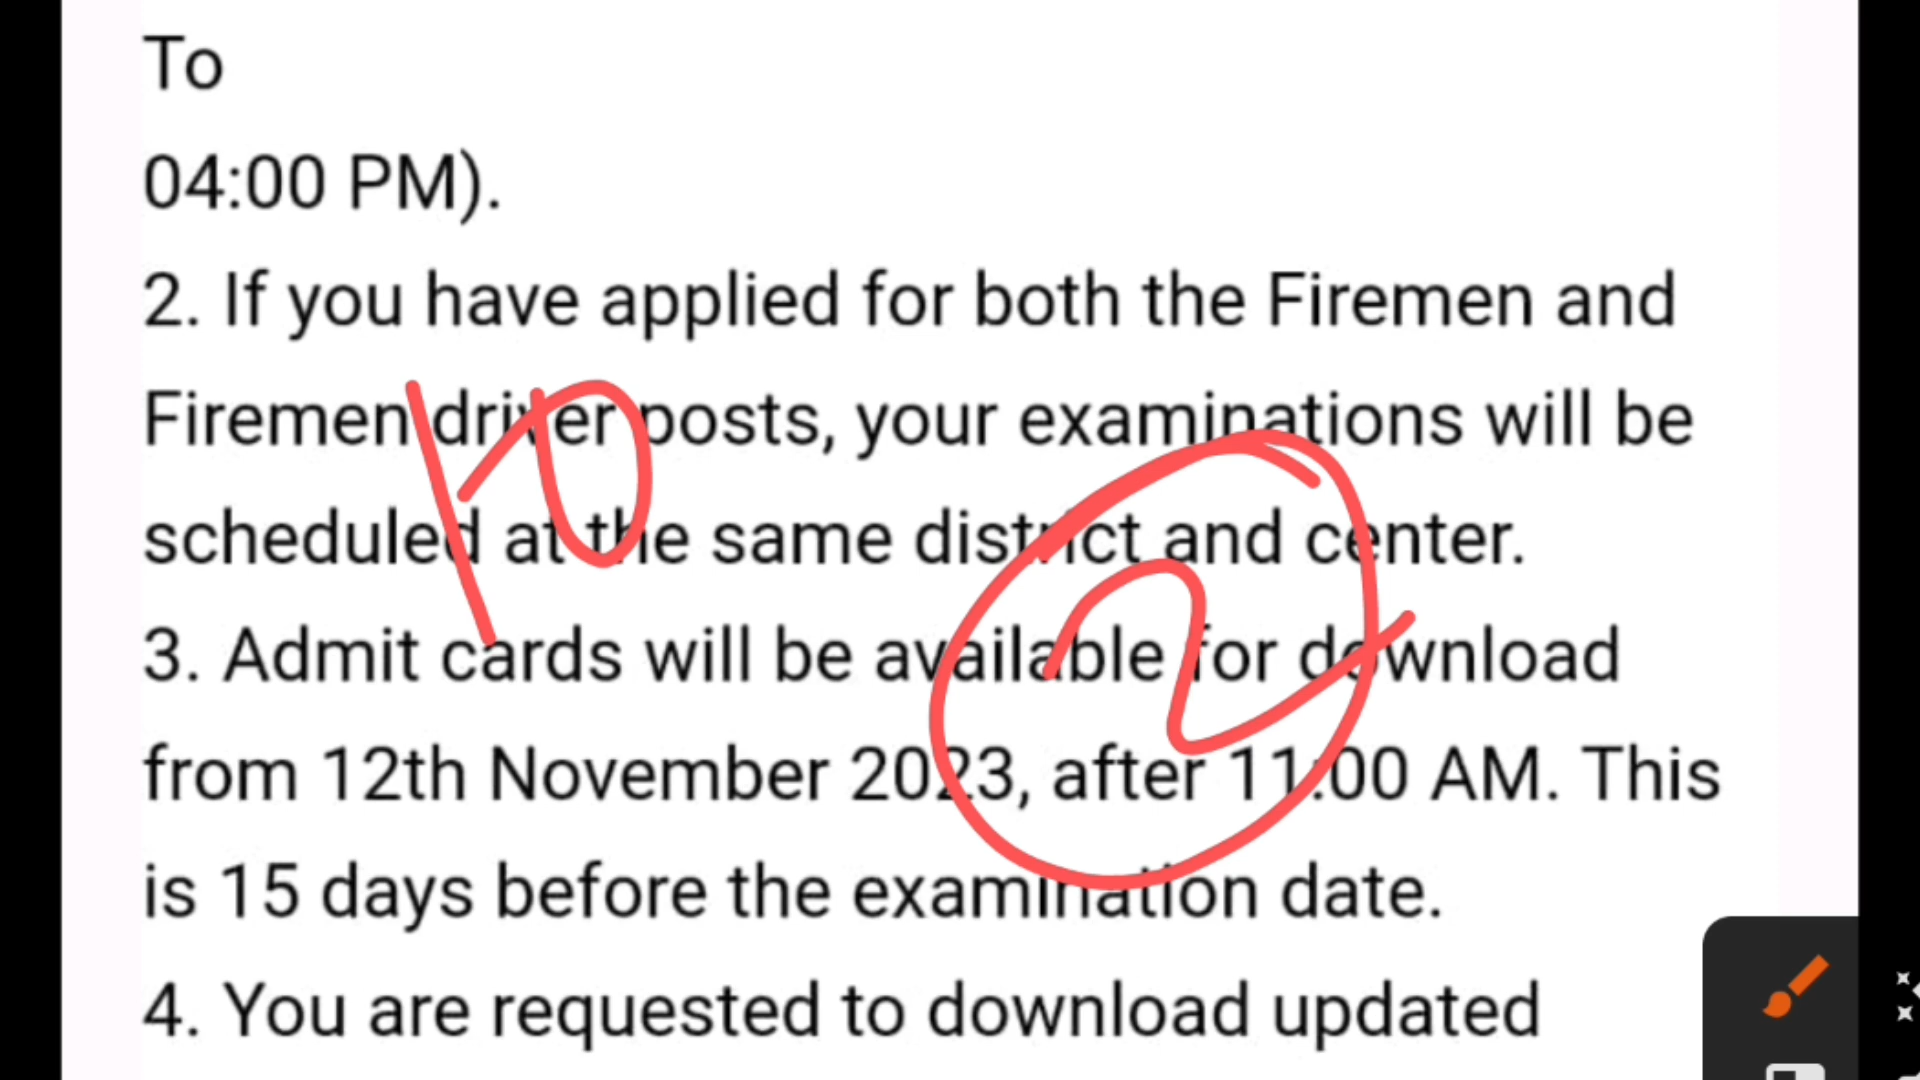 To
04:00 PM).
2. If you have applied for both the Firemen and
Firemen driver posts, your examinations will be
scheduled at the same district and center.
10
2
3. Admit cards will be available for download
from 12th November 2023, after 11:00 AM. This
is 15 days before the examination date.
4. You are requested to download updated